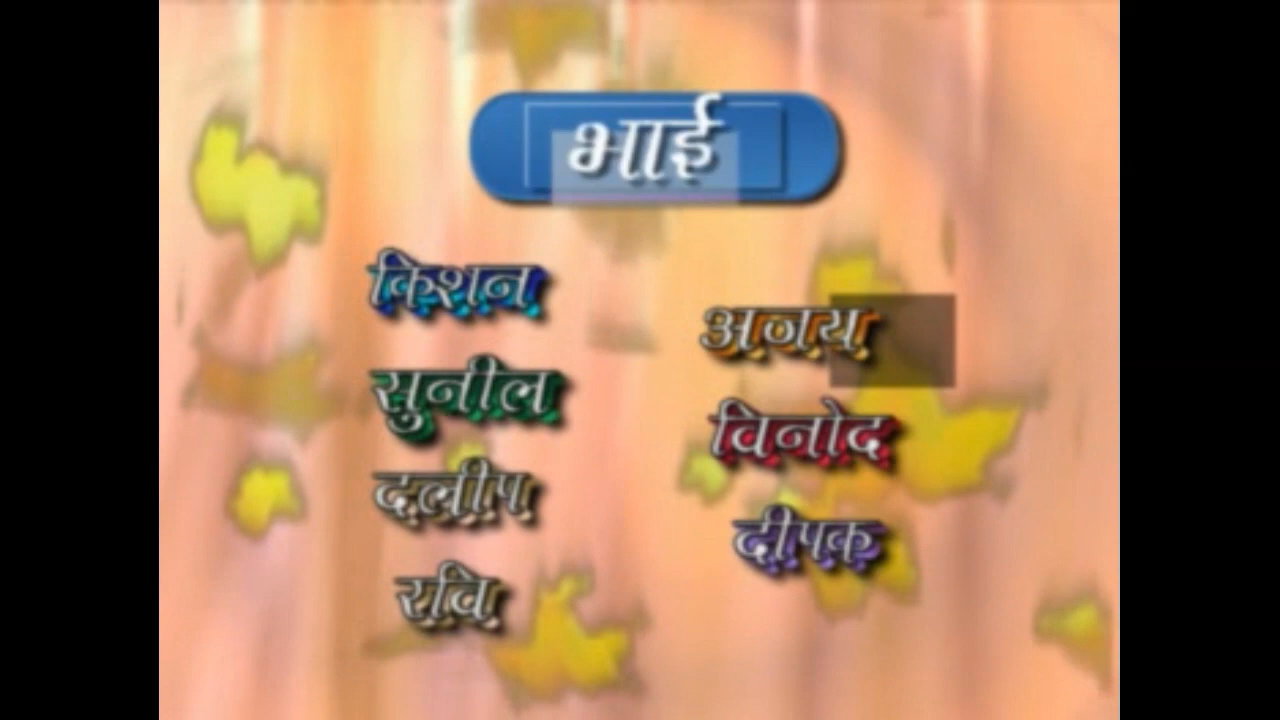 भाई
किशन
सुनील
दलीप
रवि
अजय
विनोद
दीपक